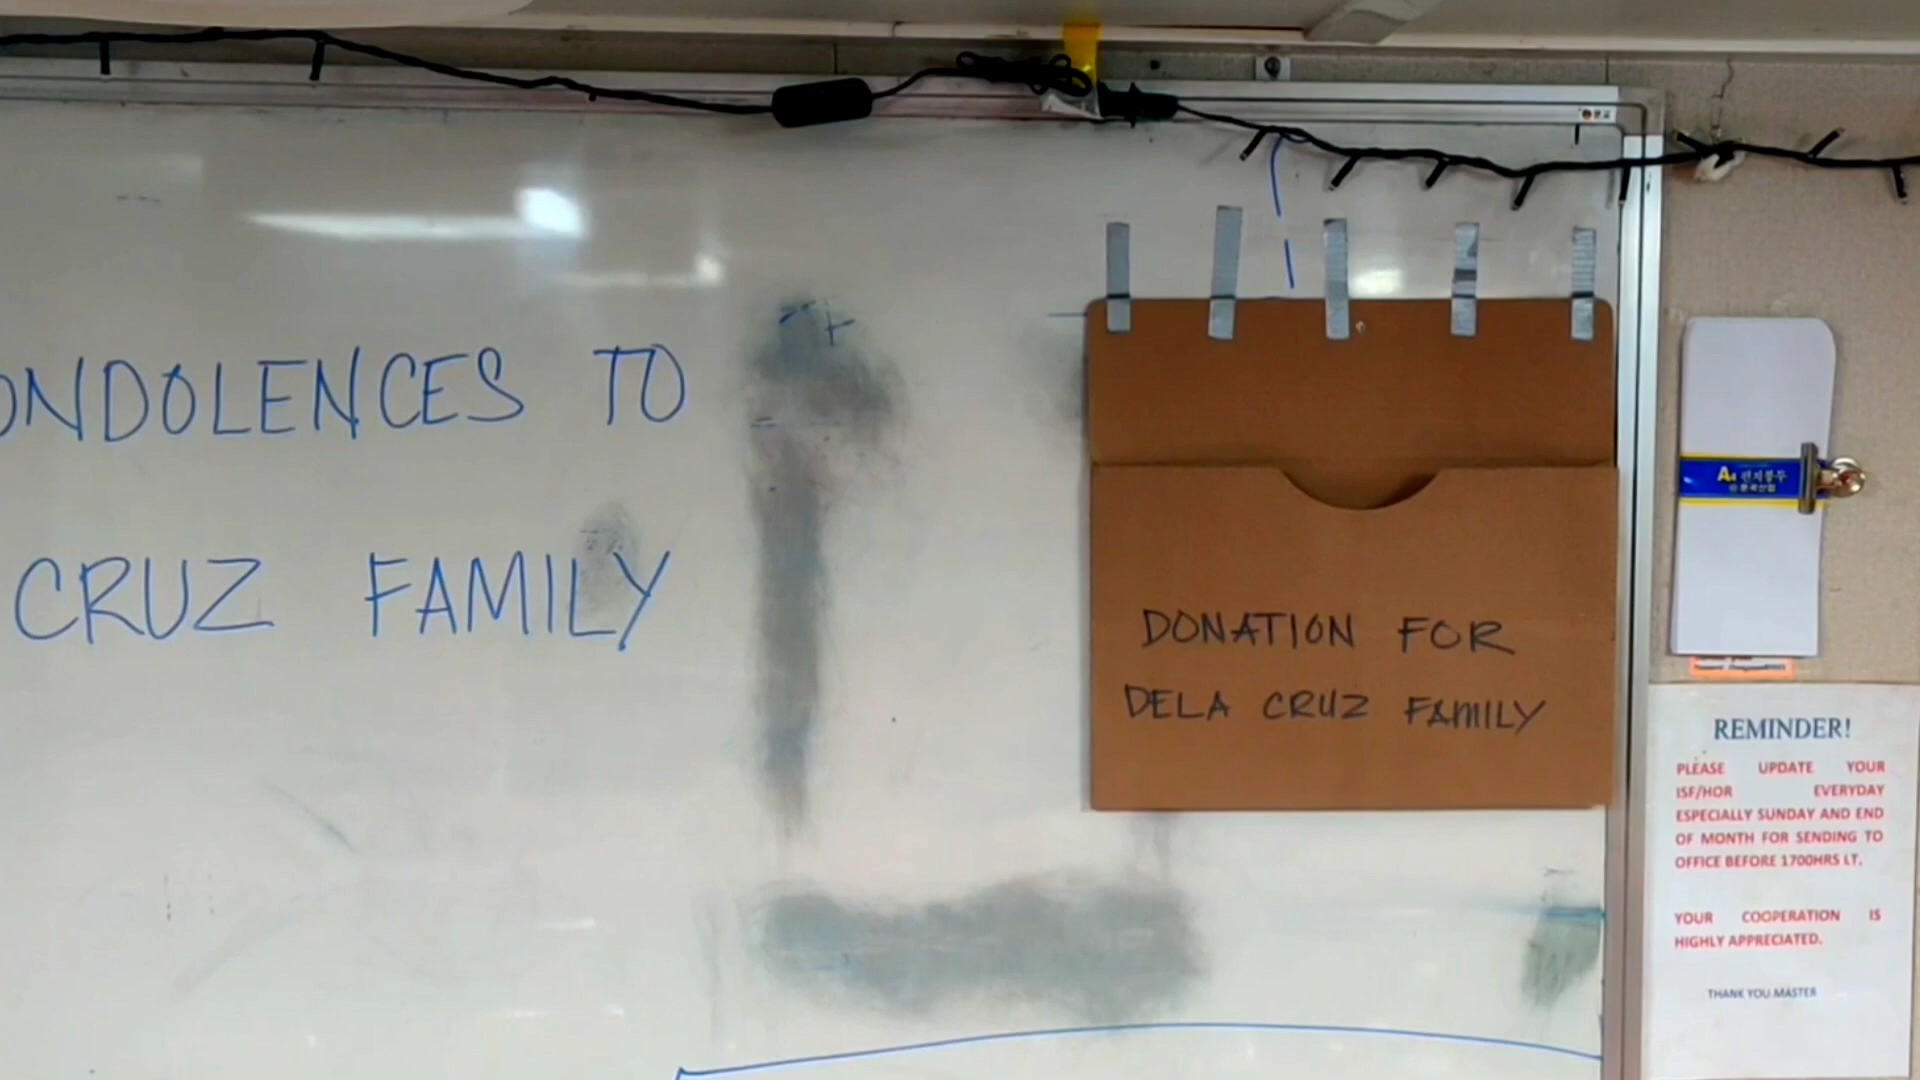 ONDOLENCES TO
CRUZ FAMILY
DONATION FOR
DELA CRUZ FAMILY
A4
REMINDER!
PLEASE UPDATE YOUR
ISF/HOR EVERYDAY
ESPECIALLY SUNDAY AND END
OF MONTH FOR SENDING TO
OFFICE BEFORE 1700HRS LT.
YOUR COOPERATION IS
HIGHLY APPRECIATED.
THANK YOU.MASTER